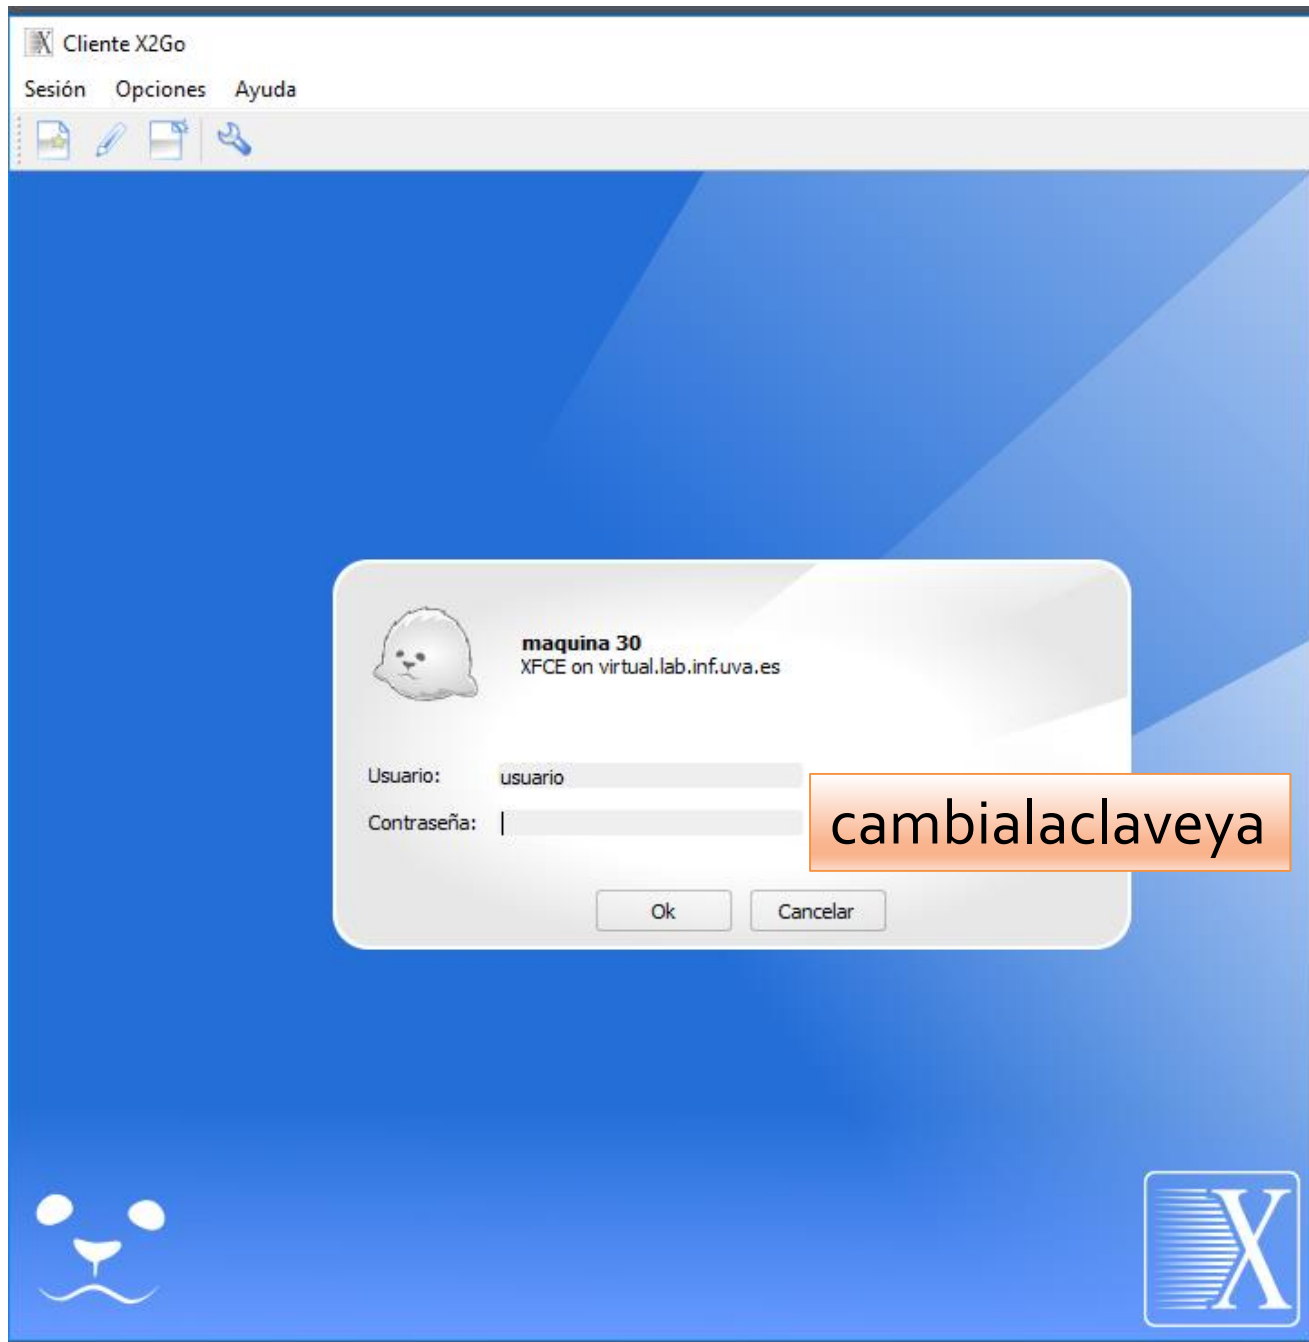 Cliente X2Go
Sesión Opciones Ayuda
maquina 30
XFCE on virtual.lab.inf.uva.es
Usuario: usuario
Contraseña:
cambialaclaveya
Ok Cancelar
X